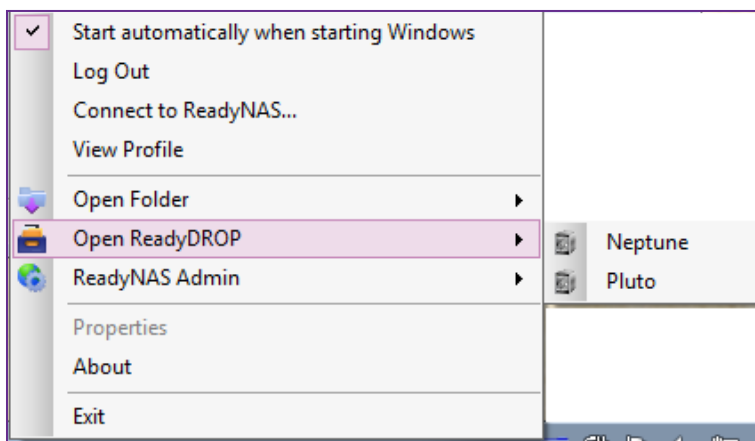 Start automatically when starting Windows
Log Out
Connect to ReadyNAS...
View Profile
Open Folder
Open ReadyDROP
Neptune
ReadyNAS Admin
Pluto
Properties
About
Exit